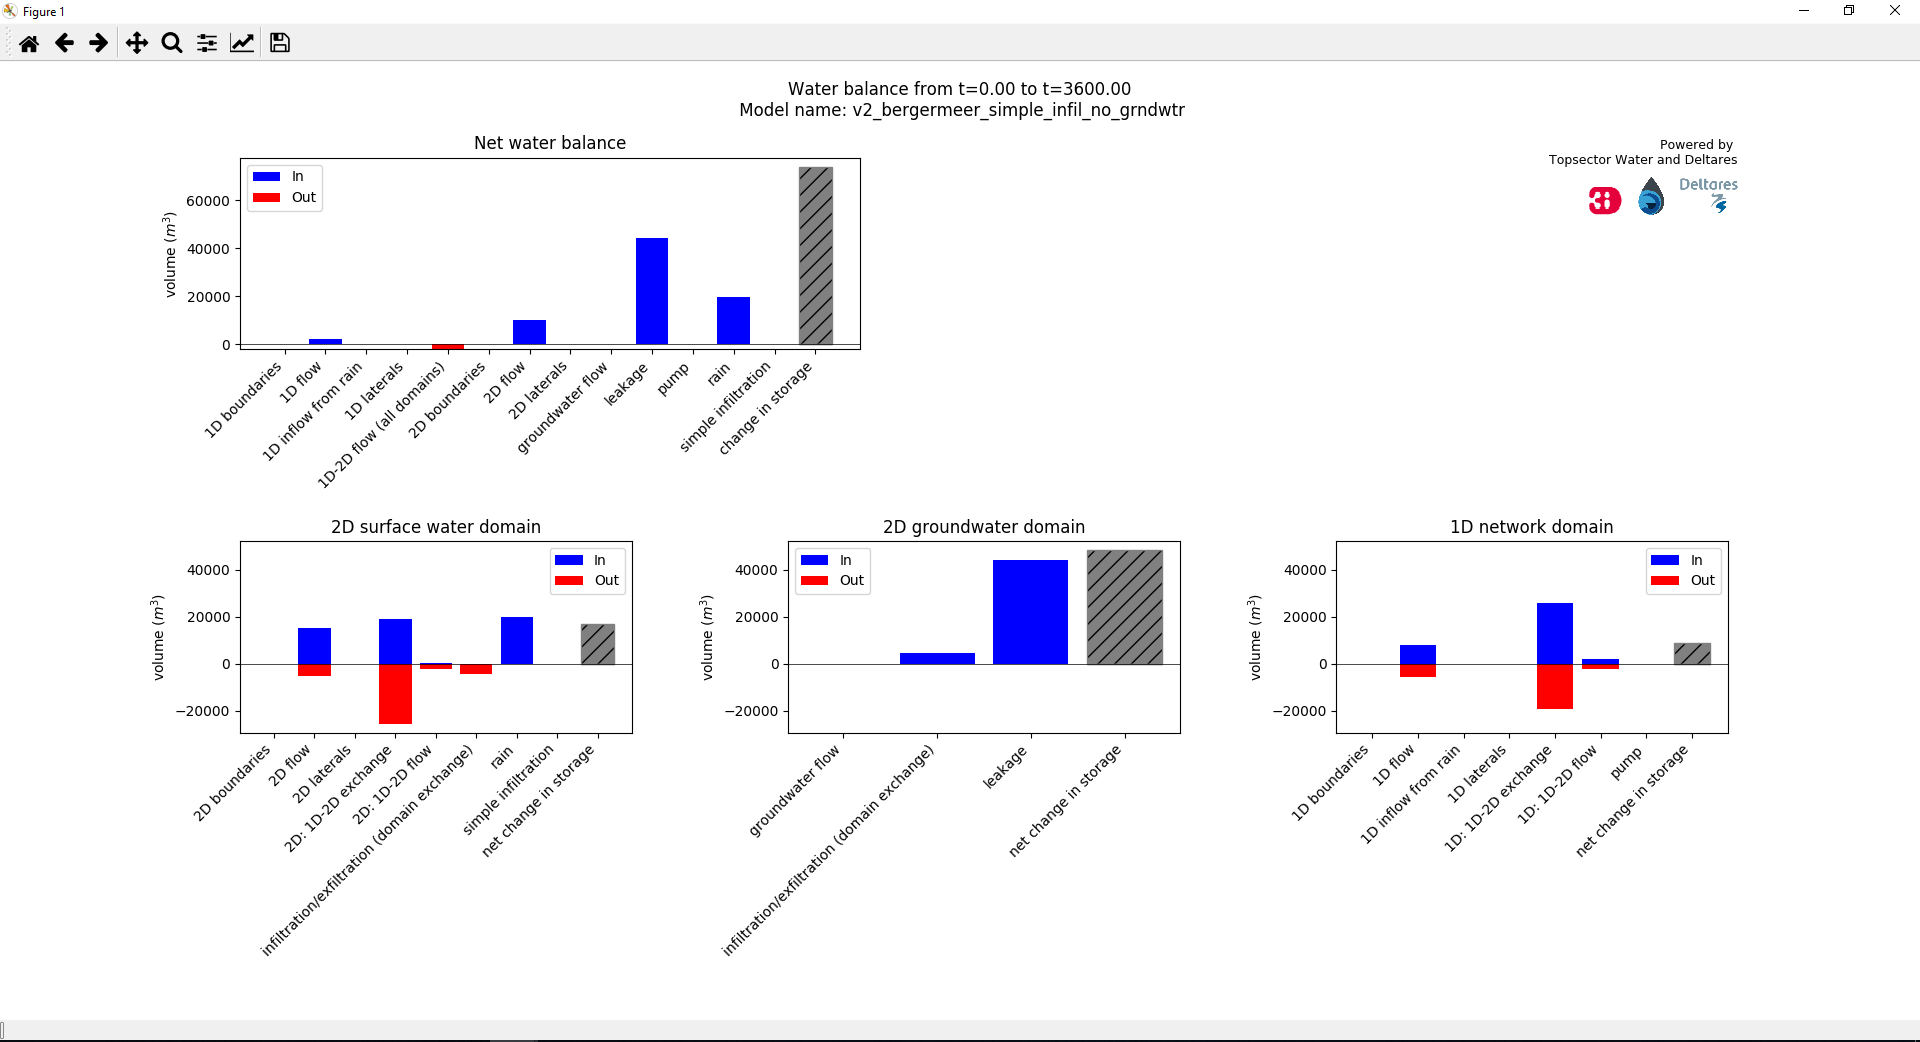 Figure 1
Water balance from t=0.00 to t=3600.00
Model name: v2_bergermeer_simple_infil_no_grndwtr
Net water balance
Powered by
Topsector Water and Deltares
3Di
Deltares
In
Out
volume (m³)
60000
40000
20000
0
1D boundaries
1D flow
1D inflow from rain
1D laterals
1D-2D flow (all domains)
2D boundaries
2D flow
2D laterals
groundwater flow
leakage
pump
rain
simple infiltration
change in storage
2D surface water domain
In
Out
volume (m³)
40000
20000
0
−20000
2D boundaries
2D flow
2D laterals
2D: 1D-2D exchange
2D: 1D-2D flow
infiltration/exfiltration (domain exchange)
rain
simple infiltration
net change in storage
2D groundwater domain
In
Out
volume (m³)
40000
20000
0
−20000
groundwater flow
infiltration/exfiltration (domain exchange)
leakage
net change in storage
1D network domain
In
Out
volume (m³)
40000
20000
0
−20000
1D boundaries
1D flow
1D inflow from rain
1D laterals
1D: 1D-2D exchange
1D: 1D-2D flow
pump
net change in storage